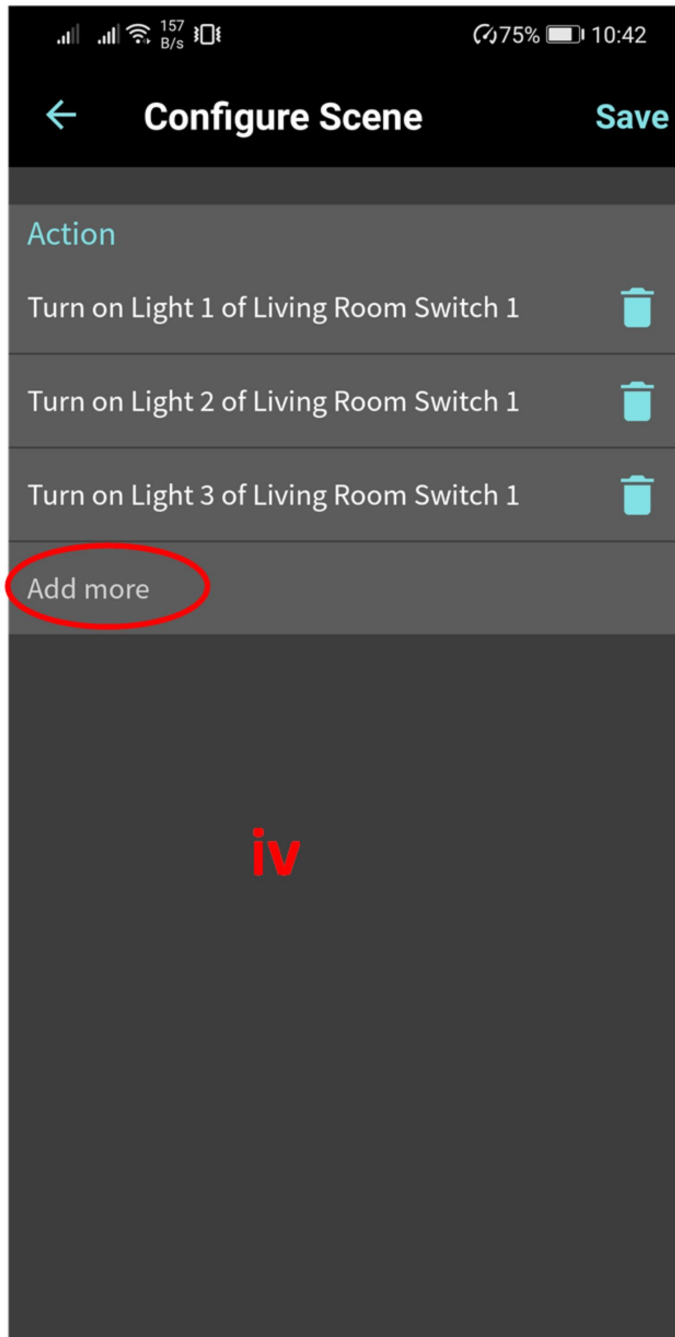 157
B/s
75% 10:42
Configure Scene Save
Action
Turn on Light 1 of Living Room Switch 1
Turn on Light 2 of Living Room Switch 1
Turn on Light 3 of Living Room Switch 1
Add more
iv